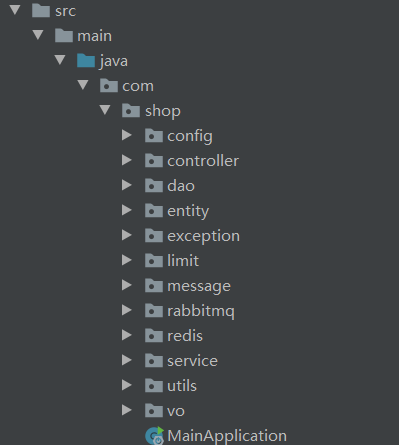 src
main
java
com
shop
config
controller
dao
entity
exception
limit
message
rabbitmq
redis
service
utils
vo
MainApplication